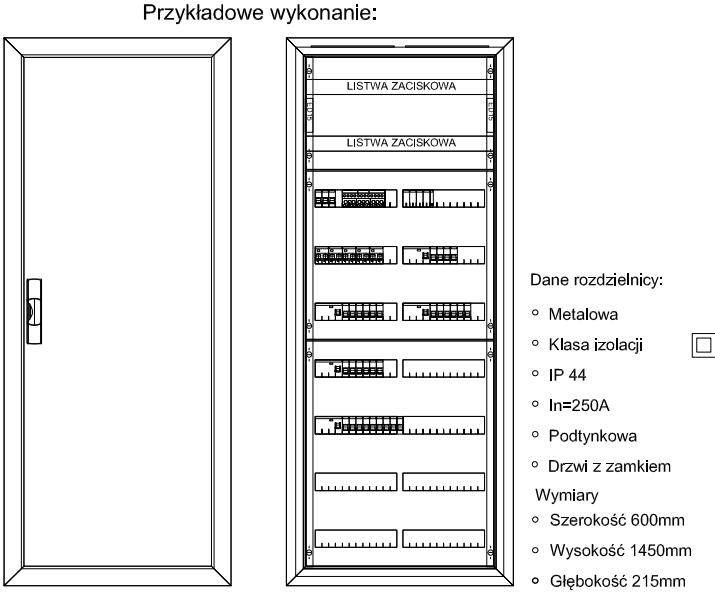 Przykładowe wykonanie:
LISTWA ZACISKOWA
LISTWA ZACISKOWA
Dane rozdzielnicy:
Metalowa
Klasa izolacji
IP 44
In=250A
Podtynkowa
Drzwi z zamkiem
Wymiary
Szerokość 600mm
Wysokość 1450mm
Głębokość 215mm